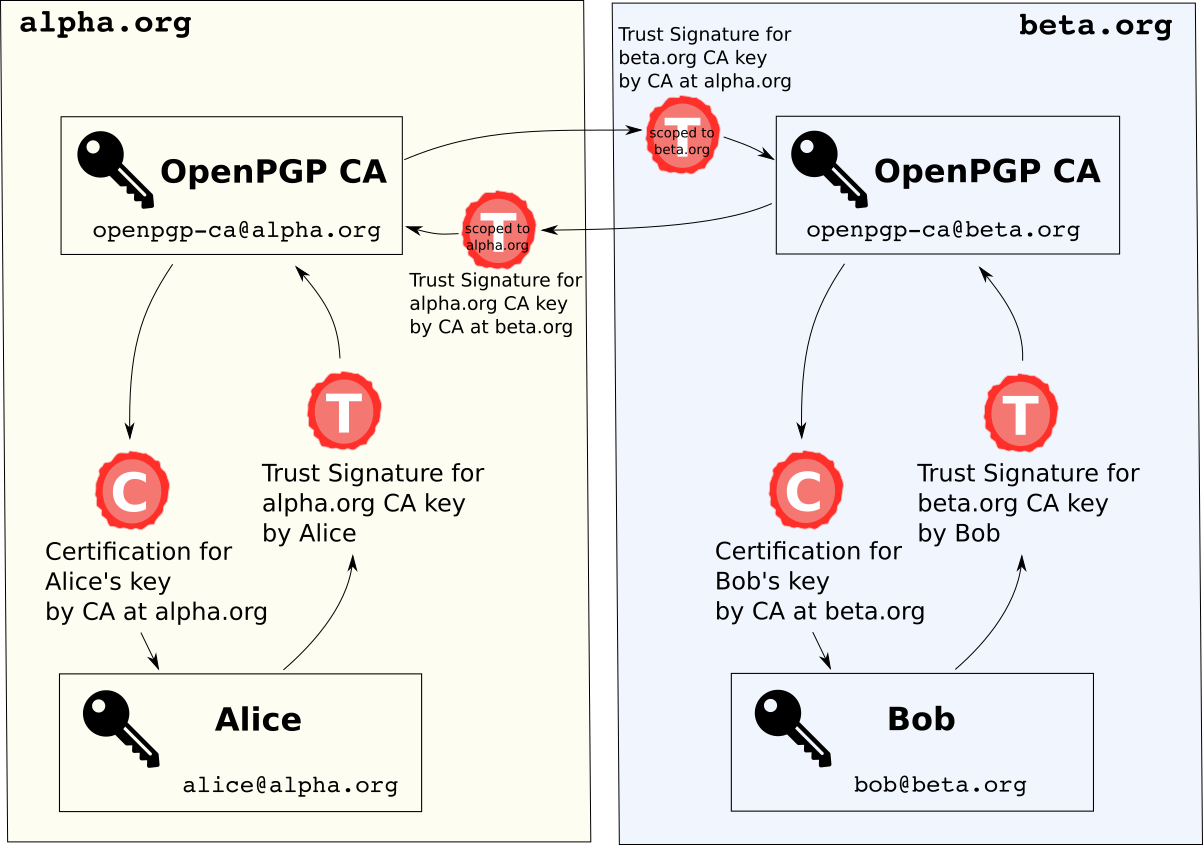 alpha.org
beta.org
Trust Signature for
beta.org CA key
by CA at alpha.org
T
scoped to
beta.org
OpenPGP CA
openpgp-ca@alpha.org
OpenPGP CA
openpgp-ca@beta.org
T
scoped to
alpha.org
Trust Signature for
alpha.org CA key
by CA at beta.org
T
Trust Signature for
alpha.org CA key
by Alice
C
Certification for
Alice's key
by CA at alpha.org
T
Trust Signature for
beta.org CA key
by Bob
C
Certification for
Bob's key
by CA at beta.org
Alice
alice@alpha.org
Bob
bob@beta.org